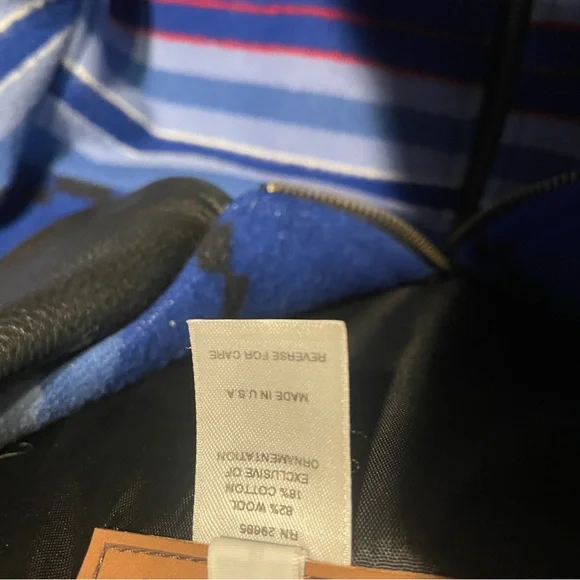 RN 29685
82% WOOL
18% COTTON
EXCLUSIVE OF
ORNAMENTATION
MADE IN U.S.A.
REVERSE FOR CARE